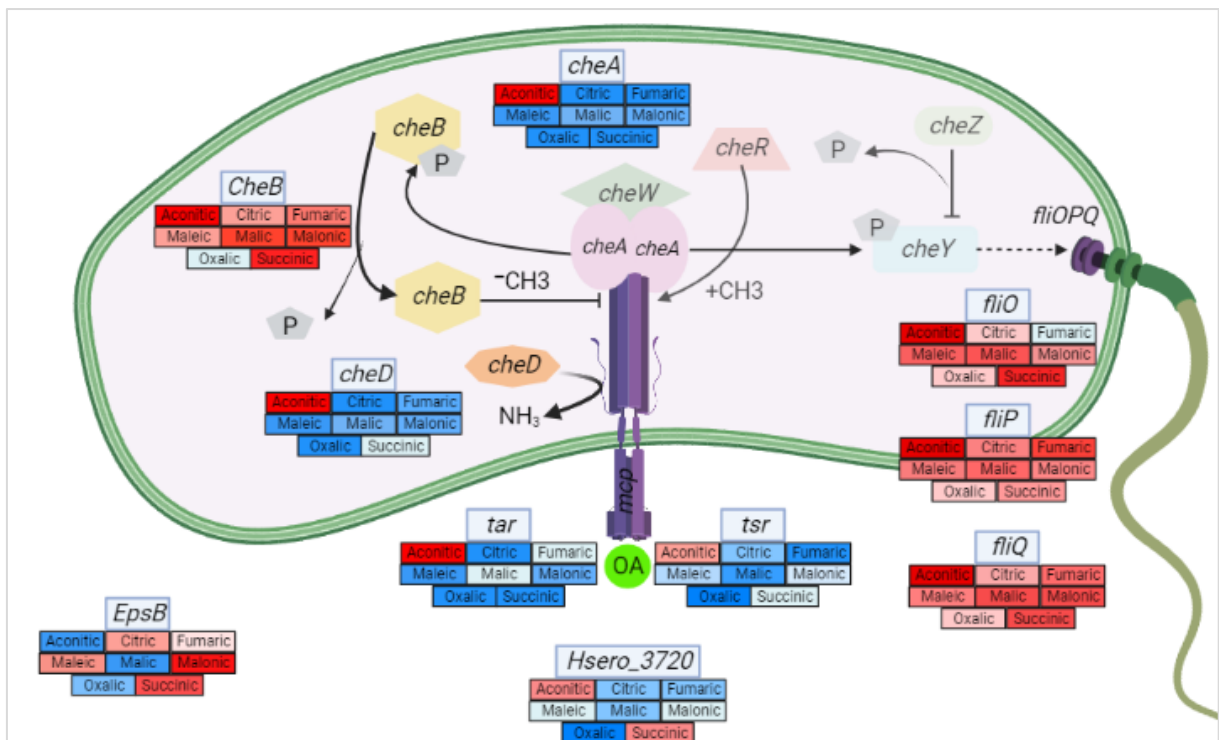 cheA
Aconitic Citric Fumaric
Maleic Malic Malonic
Oxalic Succinic
cheB
P
cheR
P
cheZ
CheB
Aconitic Citric Fumaric
Maleic Malic Malonic
Oxalic Succinic
cheW
cheA cheA
P
cheY
fliOPQ
cheB
-CH3
+CH3
P
fliO
Aconitic Citric Fumaric
Maleic Malic Malonic
Oxalic Succinic
cheD
NH₃
cheD
Aconitic Citric Fumaric
Maleic Malic Malonic
Oxalic Succinic
fliP
Aconitic Citric Fumaric
Maleic Malic Malonic
Oxalic Succinic
mcp
OA
tar
Aconitic Citric Fumaric
Maleic Malic Malonic
Oxalic Succinic
tsr
Aconitic Citric Fumaric
Maleic Malic Malonic
Oxalic Succinic
fliQ
Aconitic Citric Fumaric
Maleic Malic Malonic
Oxalic Succinic
EpsB
Aconitic Citric Fumaric
Maleic Malic Malonic
Oxalic Succinic
Hsero_3720
Aconitic Citric Fumaric
Maleic Malic Malonic
Oxalic Succinic